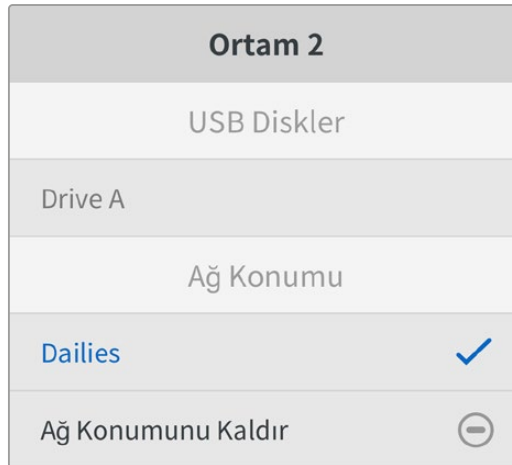 Ortam 2
USB Diskler
Drive A
Ağ Konumu
Dailies
Ağ Konumunu Kaldır